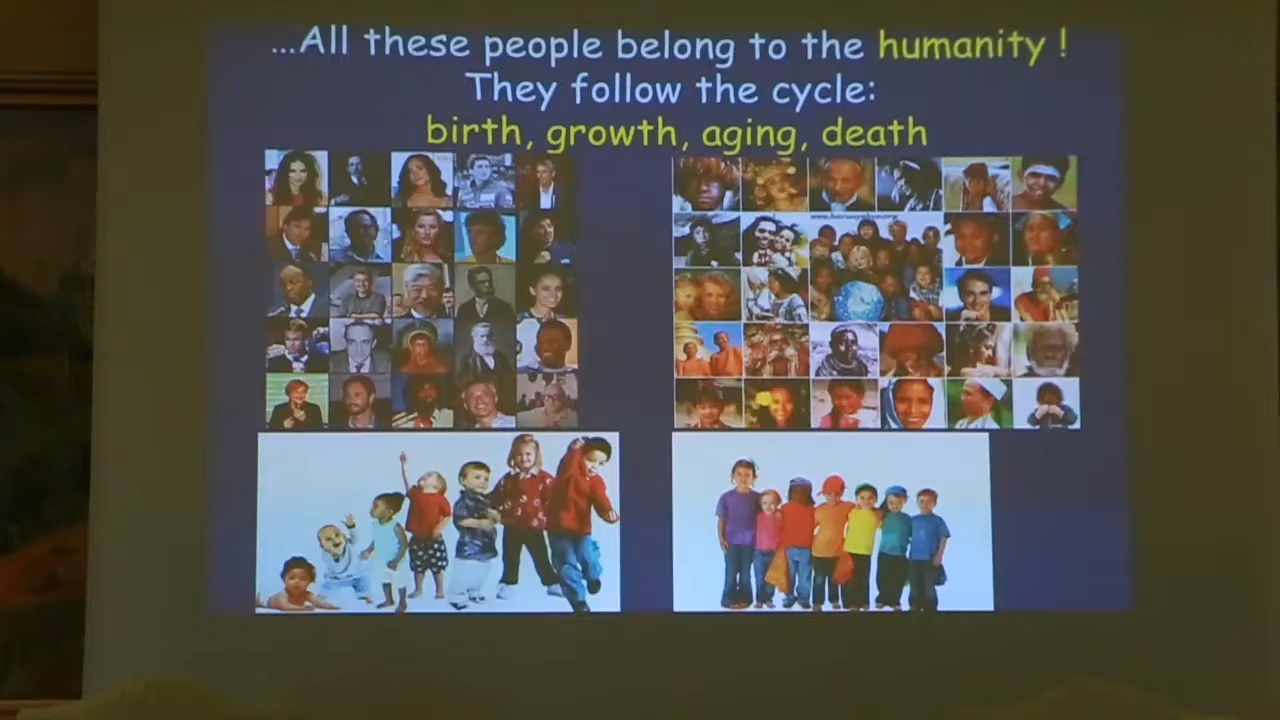 ...All these people belong to the humanity !
They follow the cycle:
birth, growth, aging, death